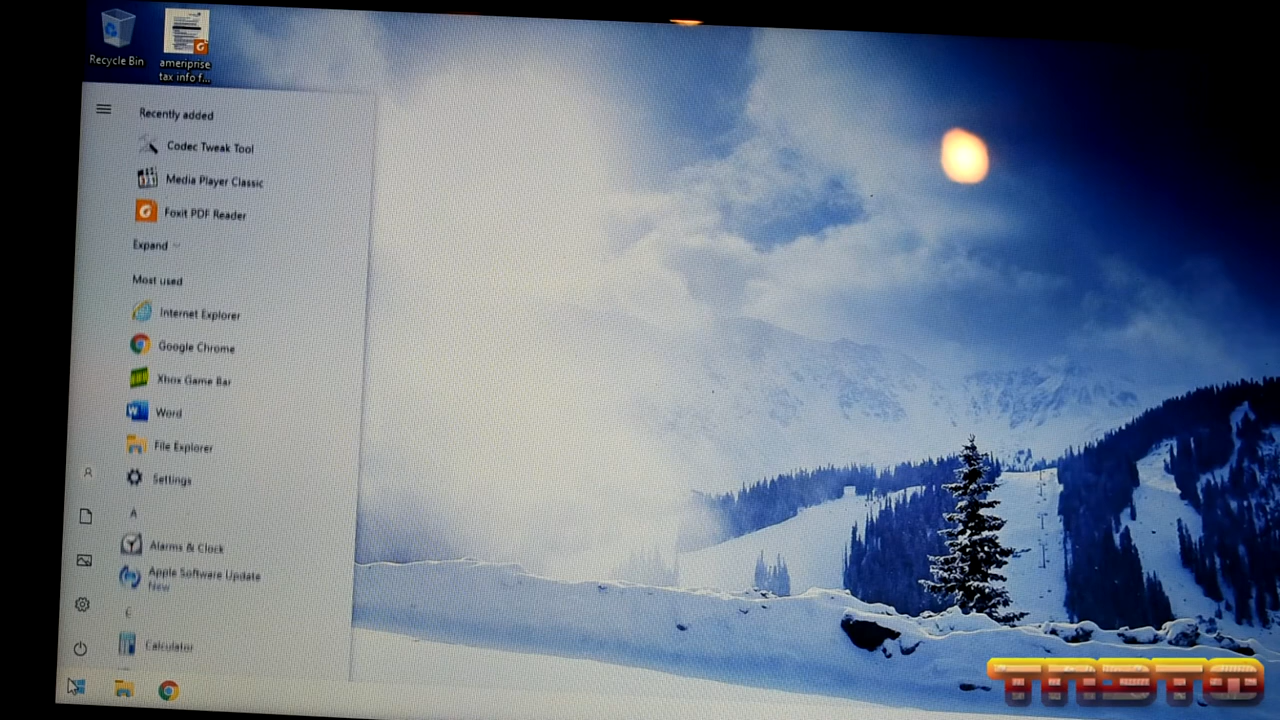 Recycle Bin
ameriprise
tax info f...
Recently added
Codec Tweak Tool
Media Player Classic
Foxit PDF Reader
Expand
Most used
Internet Explorer
Google Chrome
Xbox Game Bar
Word
File Explorer
Settings
A
Alarms & Clock
Apple Software Update
New
C
Calculator